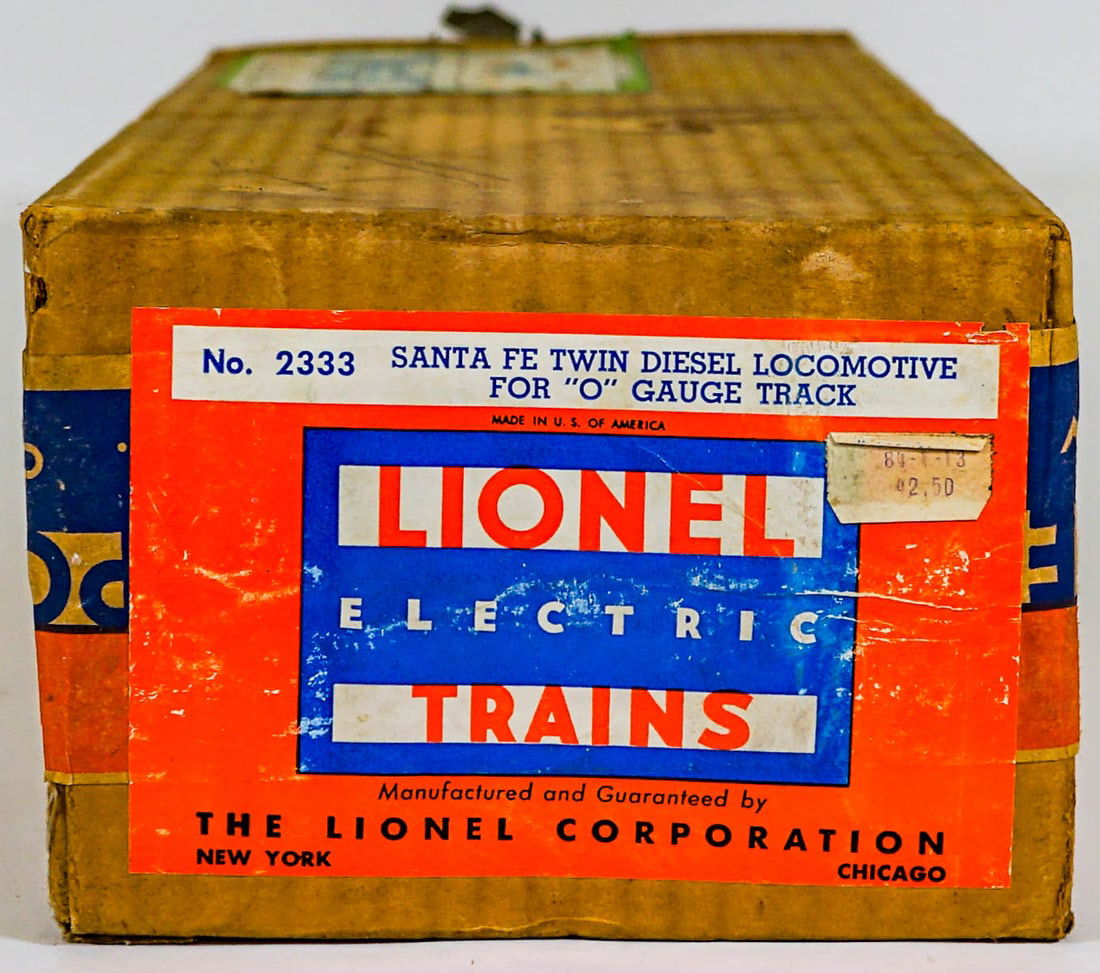 No. 2333 SANTA FE TWIN DIESEL LOCOMOTIVE
FOR "O" GAUGE TRACK
MADE IN U. S. OF AMERICA
LIONEL
ELECTRIC
TRAINS
Manufactured and Guaranteed by
THE LIONEL CORPORATION
NEW YORK
CHICAGO